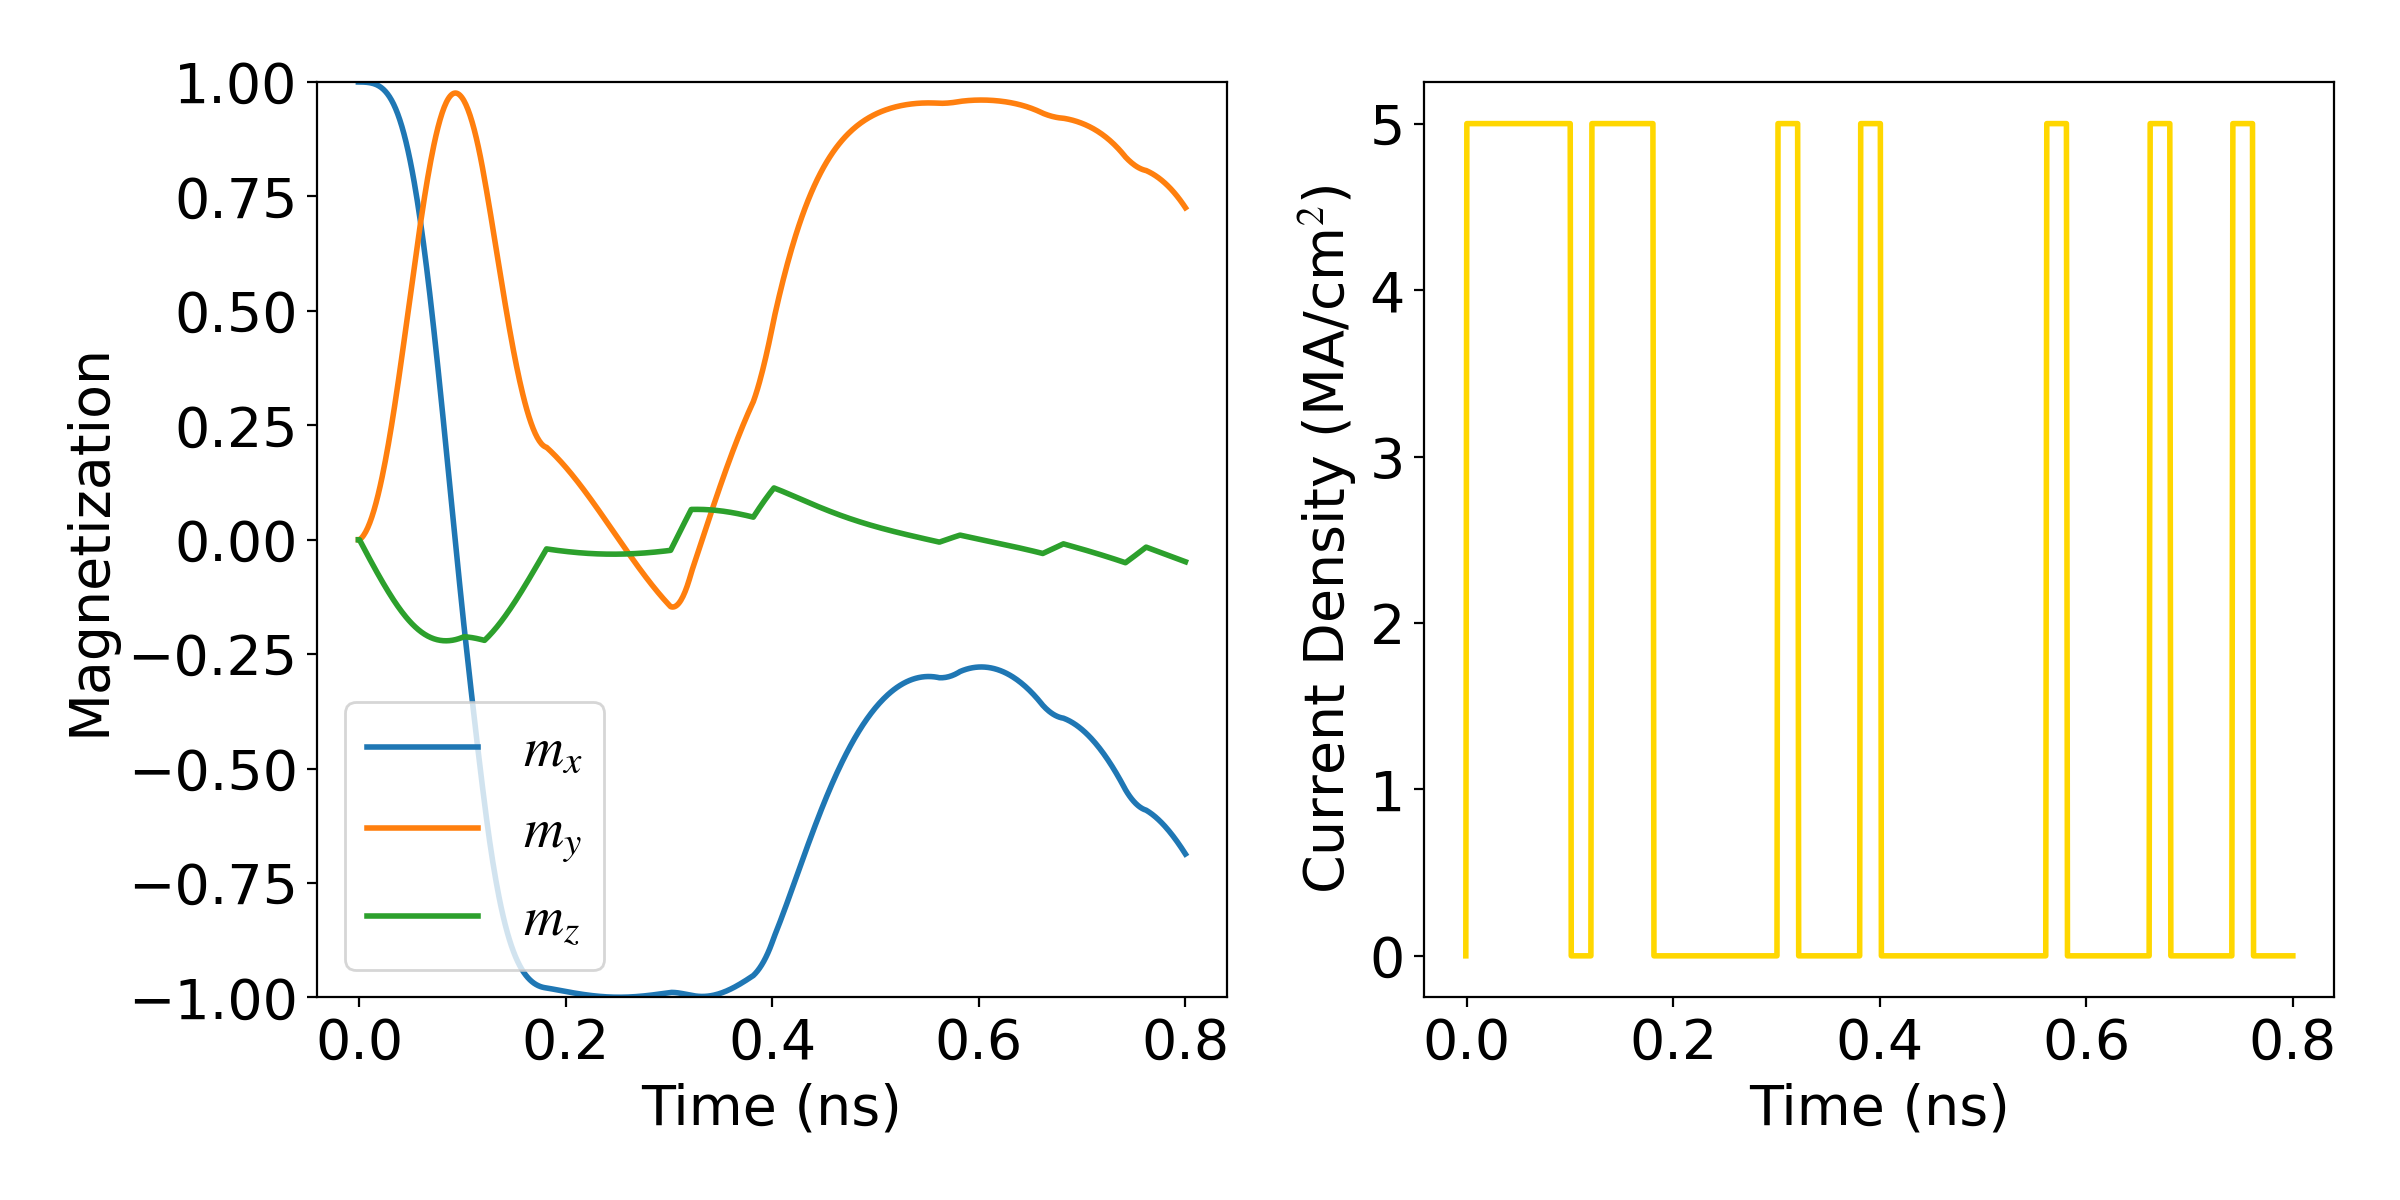 1.00
0.75
0.50
0.25
0.00
−0.25
−0.50
−0.75
−1.00
Magnetization
m_x
m_y
m_z
0.0 0.2 0.4 0.6 0.8
Time (ns)
5
4
3
2
1
0
Current Density (MA/cm²)
0.0 0.2 0.4 0.6 0.8
Time (ns)